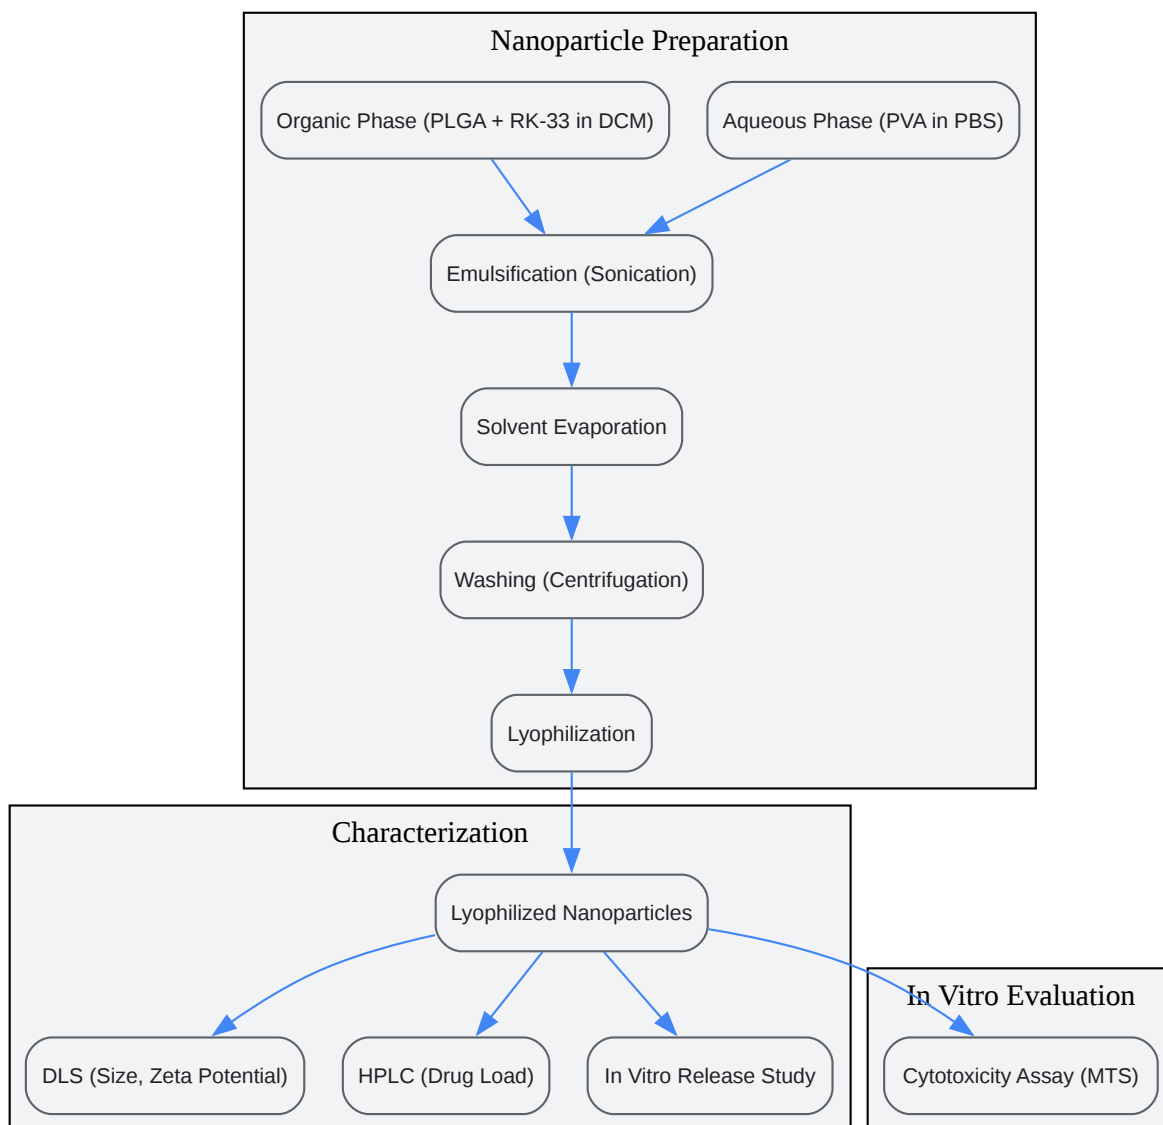 Nanoparticle Preparation
Organic Phase (PLGA + RK-33 in DCM)
Aqueous Phase (PVA in PBS)
Emulsification (Sonication)
Solvent Evaporation
Washing (Centrifugation)
Lyophilization
Characterization
Lyophilized Nanoparticles
In Vitro Evaluation
DLS (Size, Zeta Potential)
HPLC (Drug Load)
In Vitro Release Study
Cytotoxicity Assay (MTS)